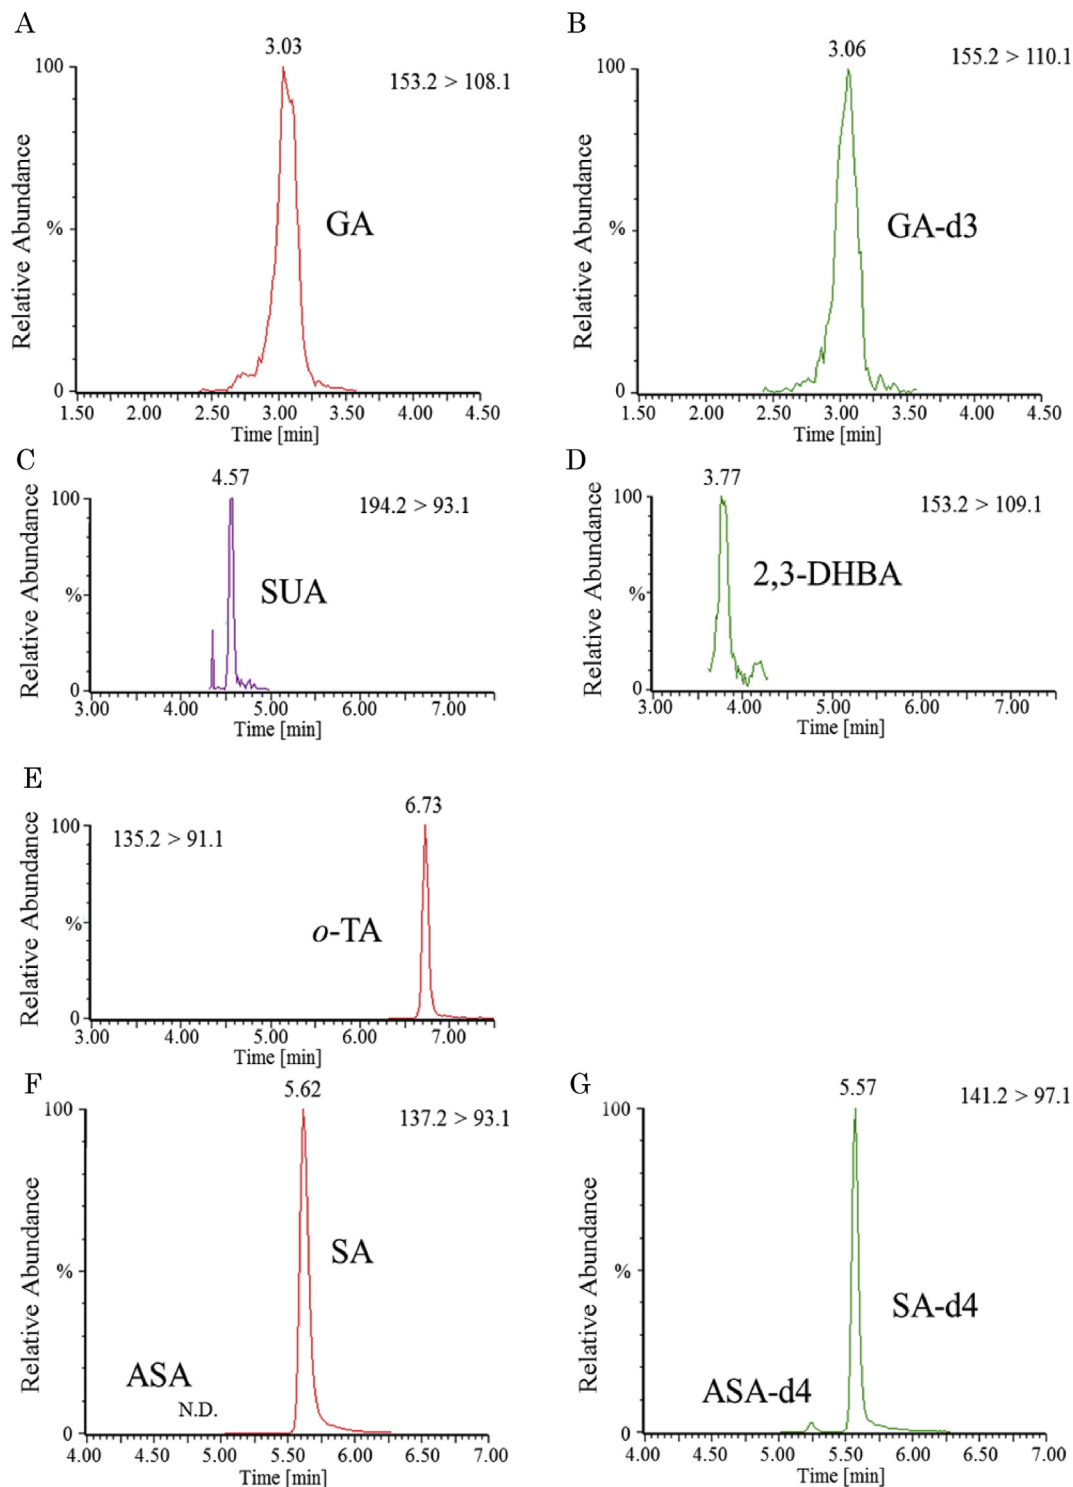 A
3.03
153.2 > 108.1
100
%
0
Relative Abundance
GA
1.50 2.00 2.50 3.00 3.50 4.00 4.50
Time [min]
B
3.06
155.2 > 110.1
100
%
0
Relative Abundance
GA-d3
1.50 2.00 2.50 3.00 3.50 4.00 4.50
Time [min]
C
4.57
194.2 > 93.1
100
%
0
Relative Abundance
SUA
3.00 4.00 5.00 6.00 7.00
Time [min]
D
3.77
153.2 > 109.1
100
%
0
Relative Abundance
2,3-DHBA
3.00 4.00 5.00 6.00 7.00
Time [min]
E
6.73
135.2 > 91.1
100
%
0
Relative Abundance
o-TA
3.00 4.00 5.00 6.00 7.00
Time [min]
F
5.62
137.2 > 93.1
100
%
0
Relative Abundance
SA
ASA
N.D.
4.00 4.50 5.00 5.50 6.00 6.50 7.00
Time [min]
G
5.57
141.2 > 97.1
100
%
0
Relative Abundance
SA-d4
ASA-d4
4.00 4.50 5.00 5.50 6.00 6.50 7.00
Time [min]